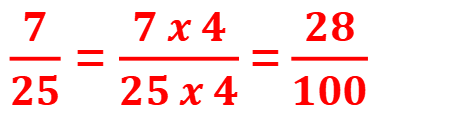 7/25 = 7 x 4/25 x 4 = 28/100